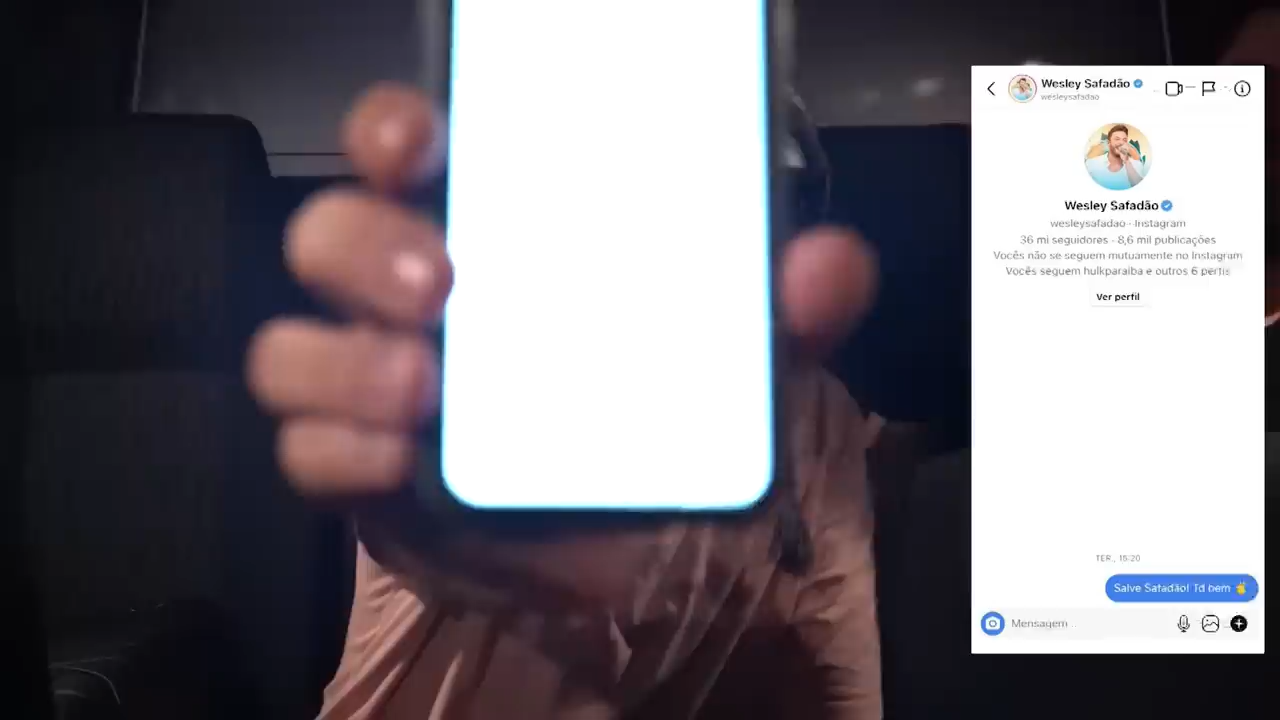 Wesley Safadão
wesleysafadao
Wesley Safadão
wesleysafadao · Instagram
36 mi seguidores · 8,6 mil publicações
Vocês não se seguem mutuamente no Instagram
Vocês seguem hulkparaiba e outros 6 perfis
Ver perfil
TER., 15:20
Salve Safadão! Td bem ✌️
Mensagem...